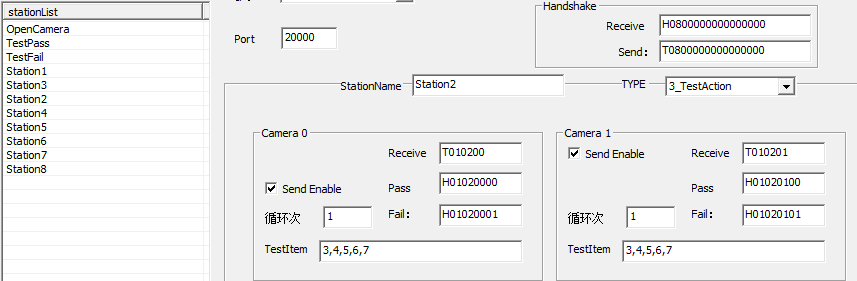 stationList
OpenCamera
TestPass
TestFail
Station1
Station3
Station2
Station4
Station5
Station6
Station7
Station8
Port 20000
Handshake
Receive H0800000000000000
Send: T0800000000000000
StationName Station2 TYPE 3_TestAction
Camera 0
Receive T010200
Send Enable Pass H01020000
循环次 1 Fail: H01020001
TestItem 3,4,5,6,7
Camera 1
Send Enable Receive T010201
Pass H01020100
循环次 1 Fail: H01020101
TestItem 3,4,5,6,7